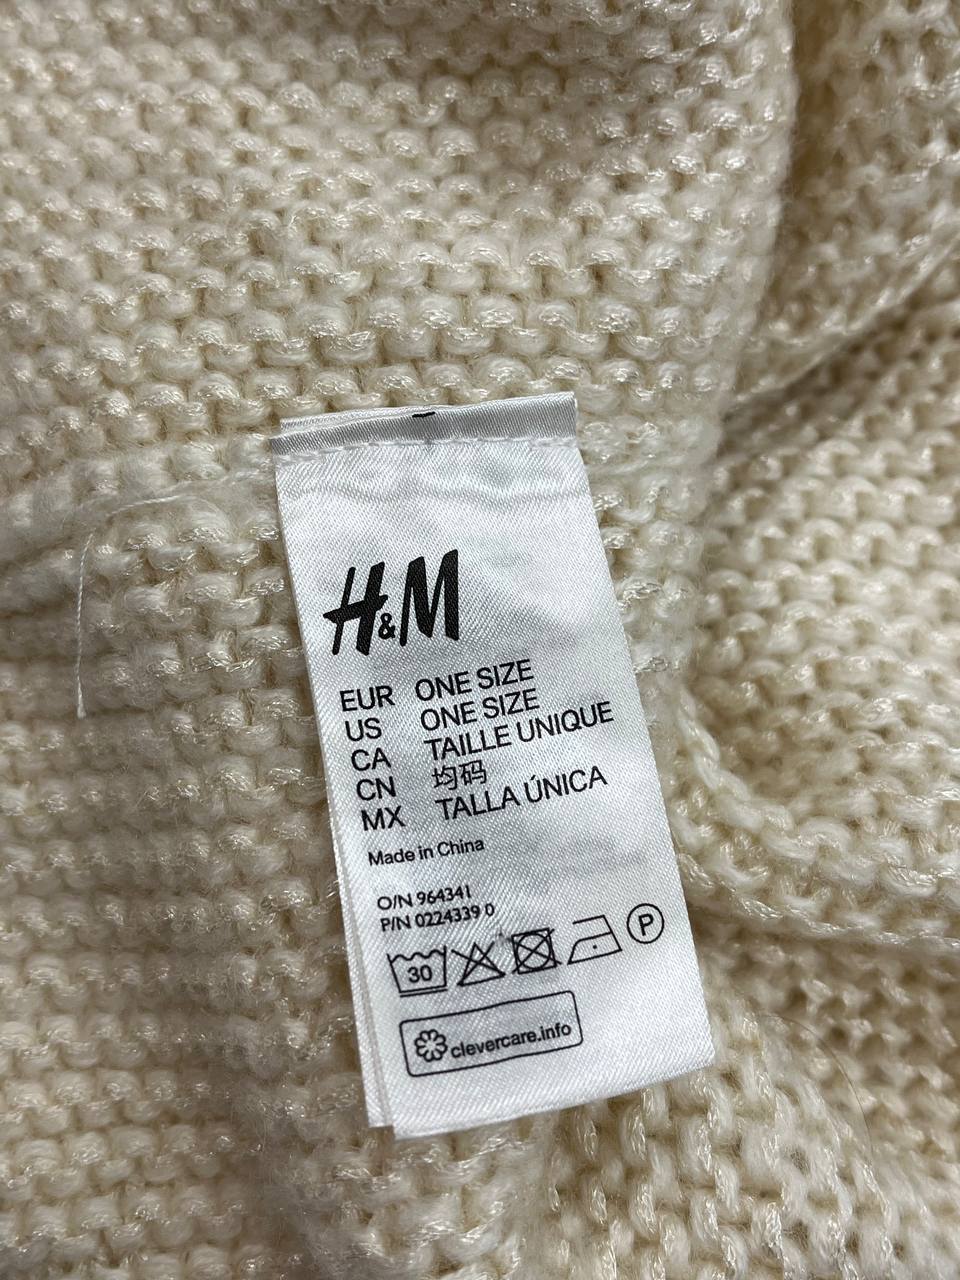 H&M
EUR ONE SIZE
US ONE SIZE
CA TAILLE UNIQUE
CN 均码
MX TALLA ÚNICA
Made in China
O/N 964341
P/N 0224339 0
30 P
clevercare.info